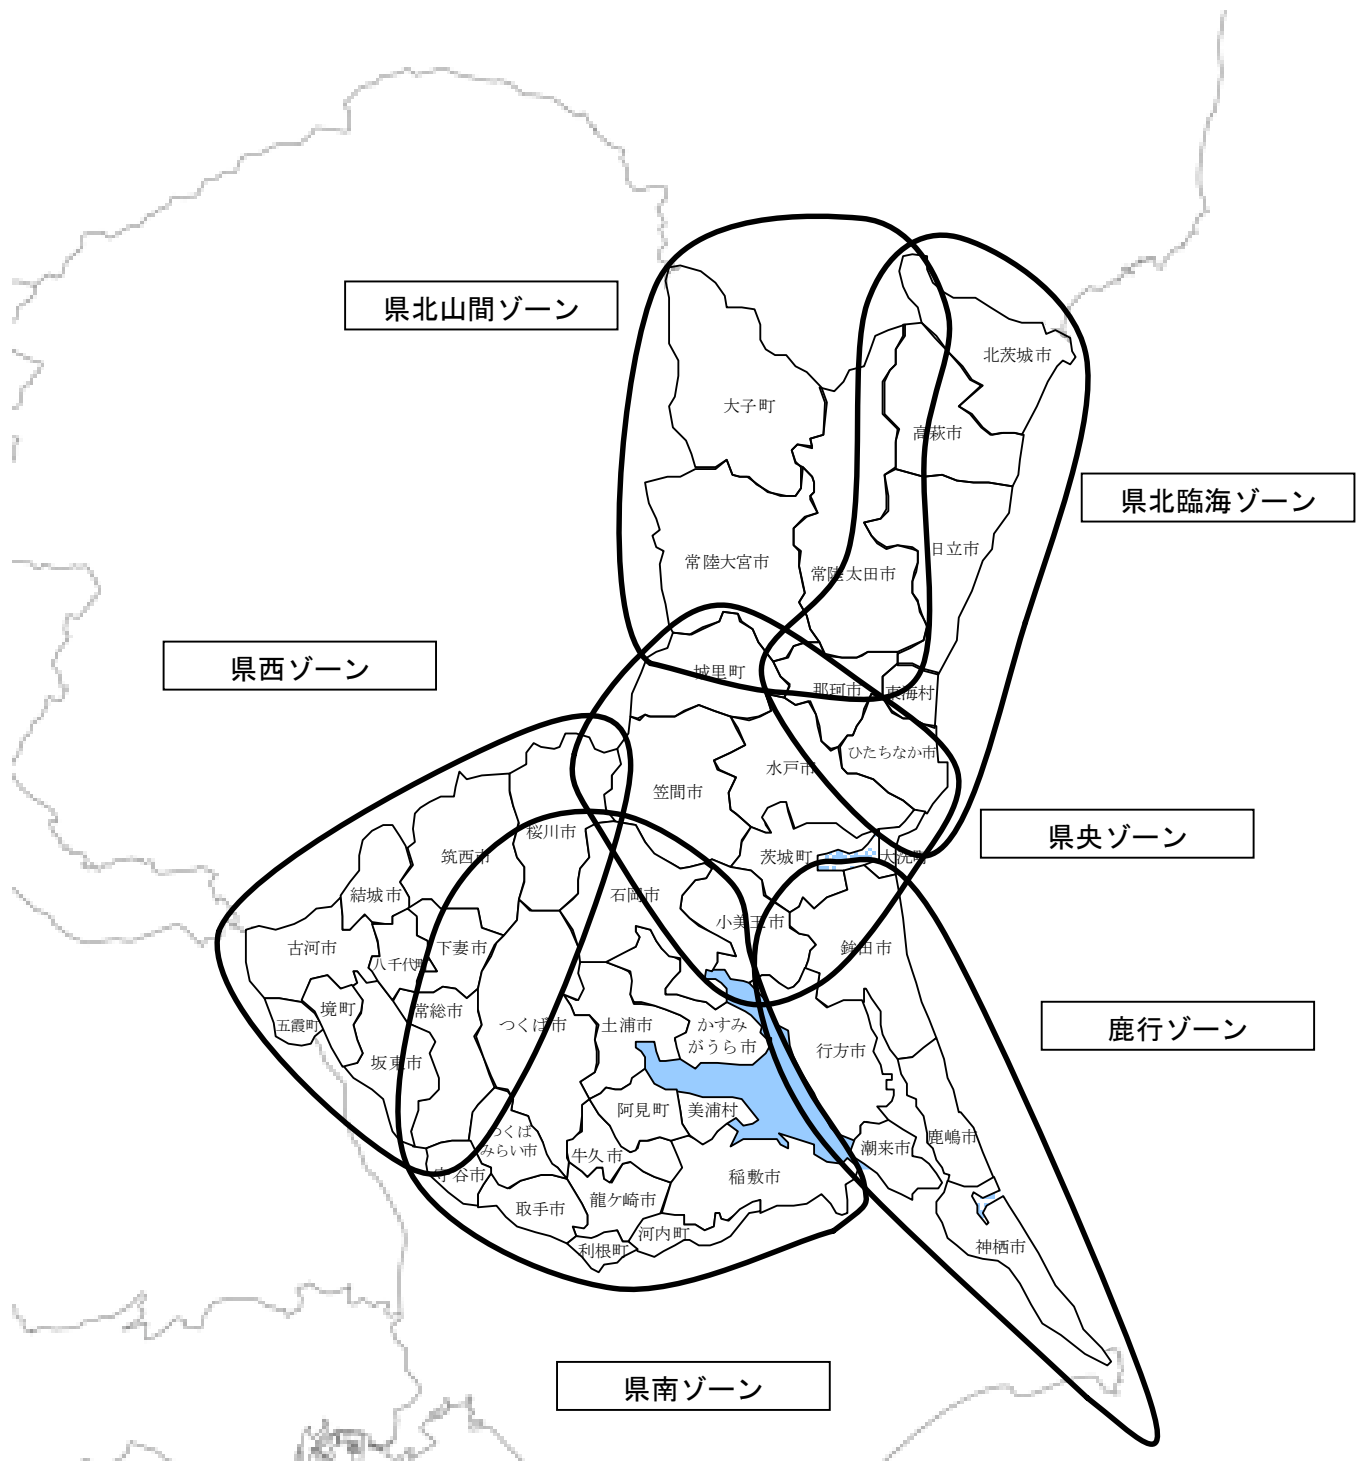 県北山間ゾーン
北茨城市
大子町
高萩市
県北臨海ゾーン
日立市
常陸大宮市
常陸太田市
県西ゾーン
城里町
那珂市
東海村
ひたちなか市
水戸市
笠間市
県央ゾーン
桜川市
筑西市
茨城町
大洗町
結城市
石岡市
小美玉市
古河市
下妻市
鉾田市
八千代町
境町
常総市
五霞町
つくば市
土浦市
かすみ
がうら市
鹿行ゾーン
行方市
坂東市
阿見町
美浦村
つくば
みらい市
鹿嶋市
潮来市
牛久市
守谷市
稲敷市
取手市
龍ケ崎市
河内町
利根町
神栖市
県南ゾーン